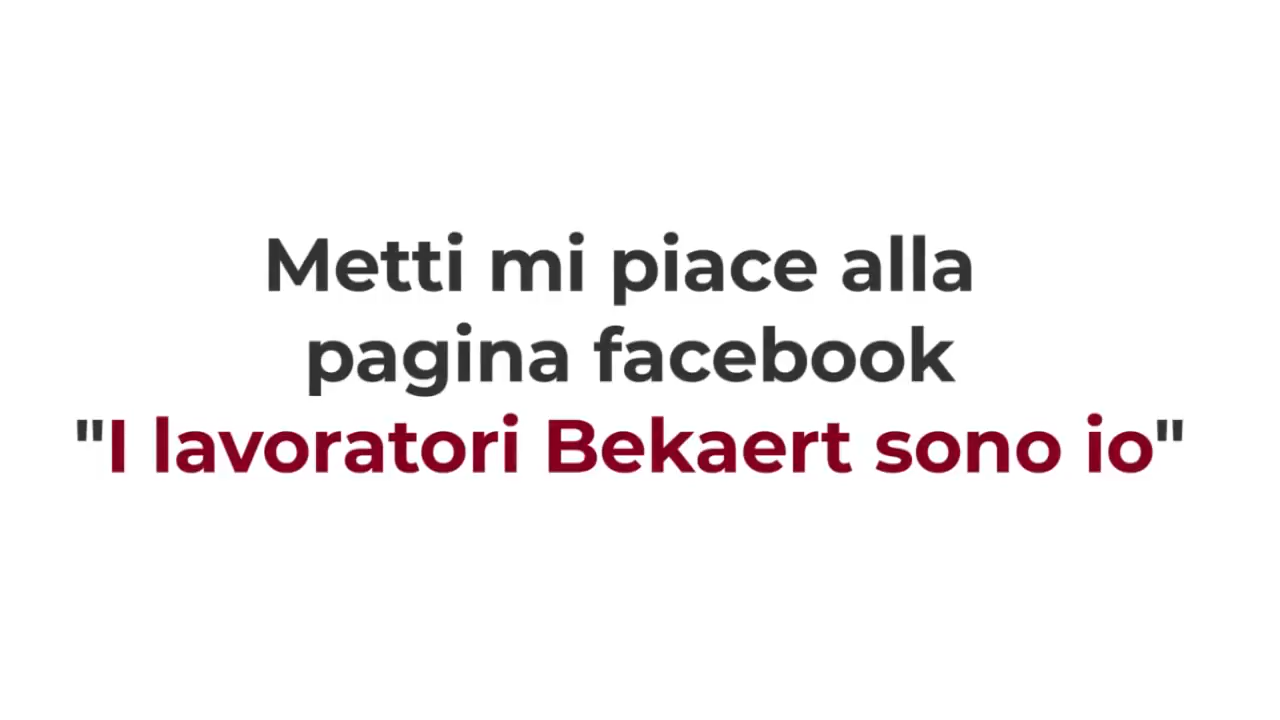 Metti mi piace alla
pagina facebook
"I lavoratori Bekaert sono io"